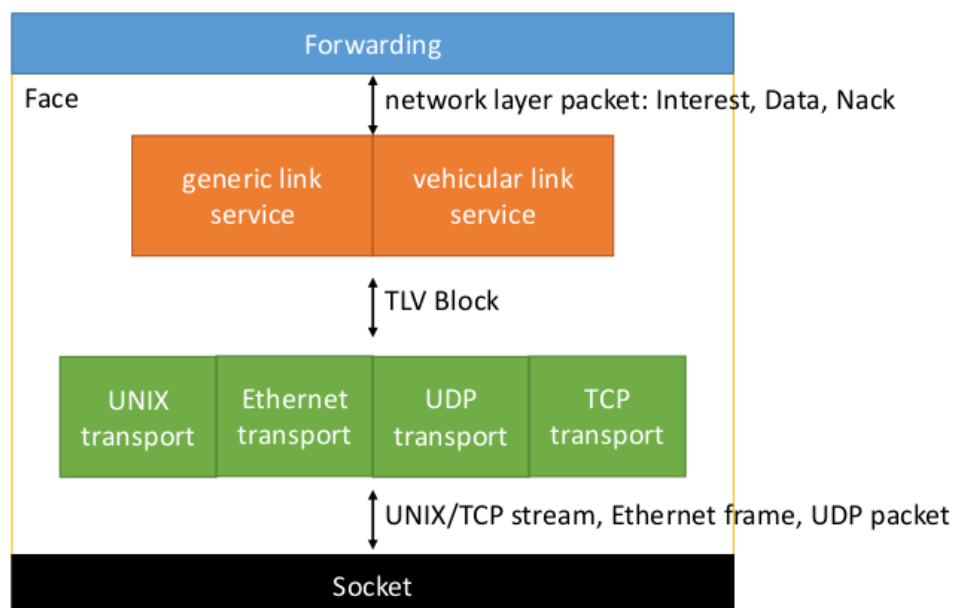 Forwarding
Face
network layer packet: Interest, Data, Nack
generic link
service
vehicular link
service
TLV Block
UNIX
transport
Ethernet
transport
UDP
transport
TCP
transport
UNIX/TCP stream, Ethernet frame, UDP packet
Socket